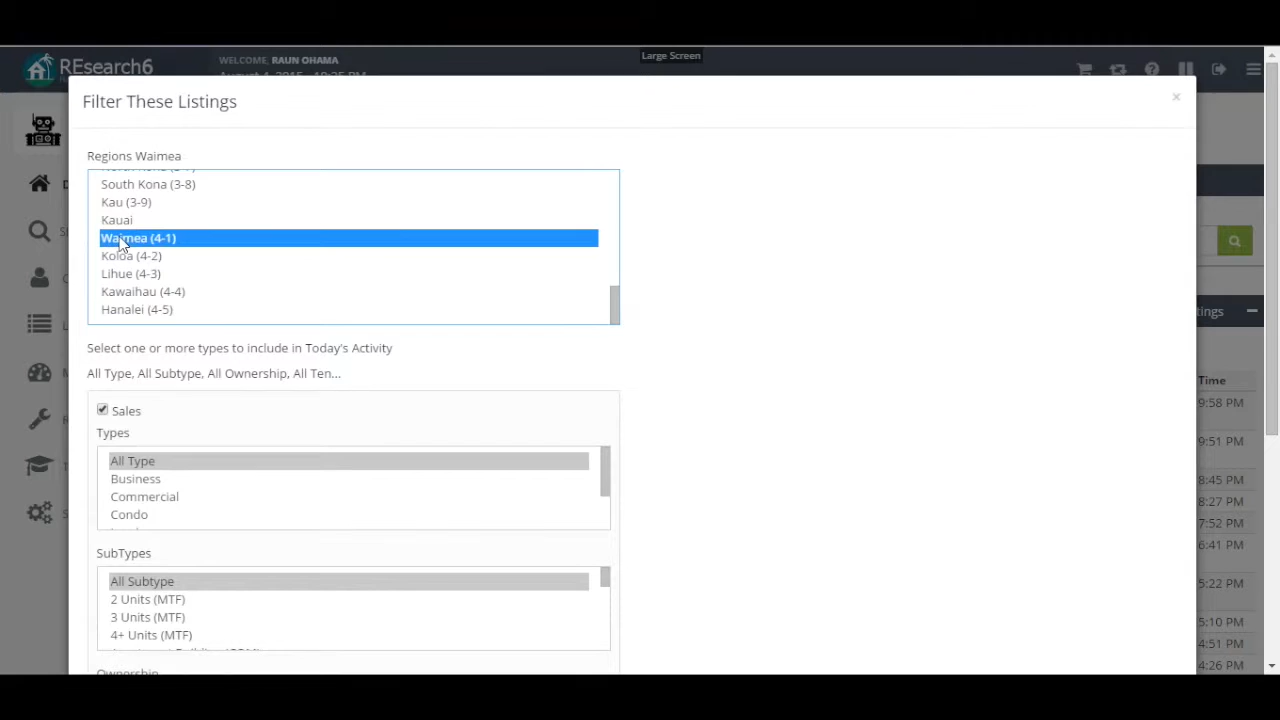 Large Screen
REsearch6
WELCOME, RAUN OHAMA
Filter These Listings
×
Regions Waimea
South Kona (3-8)
Kau (3-9)
Kauai
Waimea (4-1)
Koloa (4-2)
Lihue (4-3)
Kawaihau (4-4)
Hanalei (4-5)
Select one or more types to include in Today's Activity
All Type, All Subtype, All Ownership, All Ten...
Sales
Types
All Type
Business
Commercial
Condo
SubTypes
All Subtype
2 Units (MTF)
3 Units (MTF)
4+ Units (MTF)
Ownership
tings
Time
9:58 PM
9:51 PM
8:45 PM
8:27 PM
7:52 PM
6:41 PM
5:22 PM
5:10 PM
4:51 PM
4:26 PM